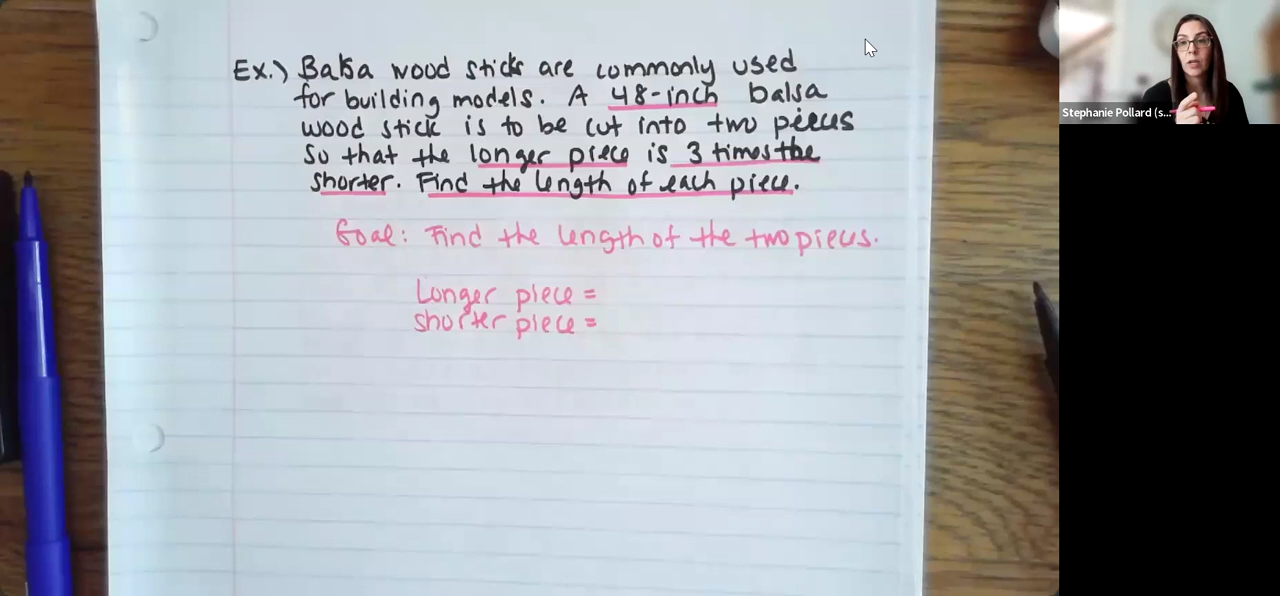 Ex.) Balsa wood sticks are commonly used
for building models. A 48-inch balsa
wood stick is to be cut into two pieces
so that the longer piece is 3 times the
shorter. Find the length of each piece.
Goal: Find the length of the two pieces.
Longer piece =
shorter piece =
Stephanie Pollard (s...